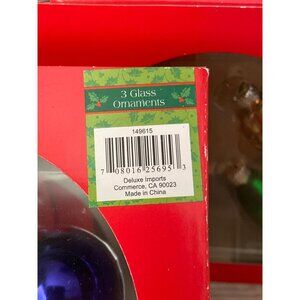 3 Glass
Ornaments
149615
7 08016 25695 3
Deluxe Imports
Commerce, CA 90023
Made in China